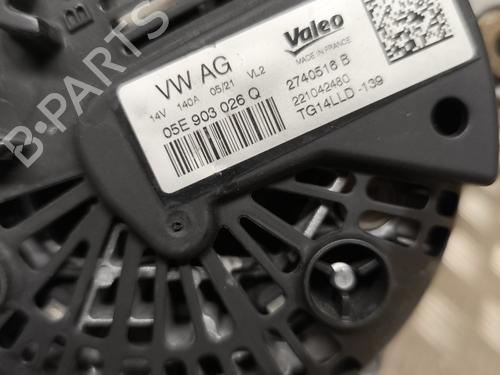 VW AG
14V 140A 05/21 VL2
05E 903 026 Q
Valeo
MADE IN FRANCE
2740516 B
221042480
TG14LLD -139
B-PARTS